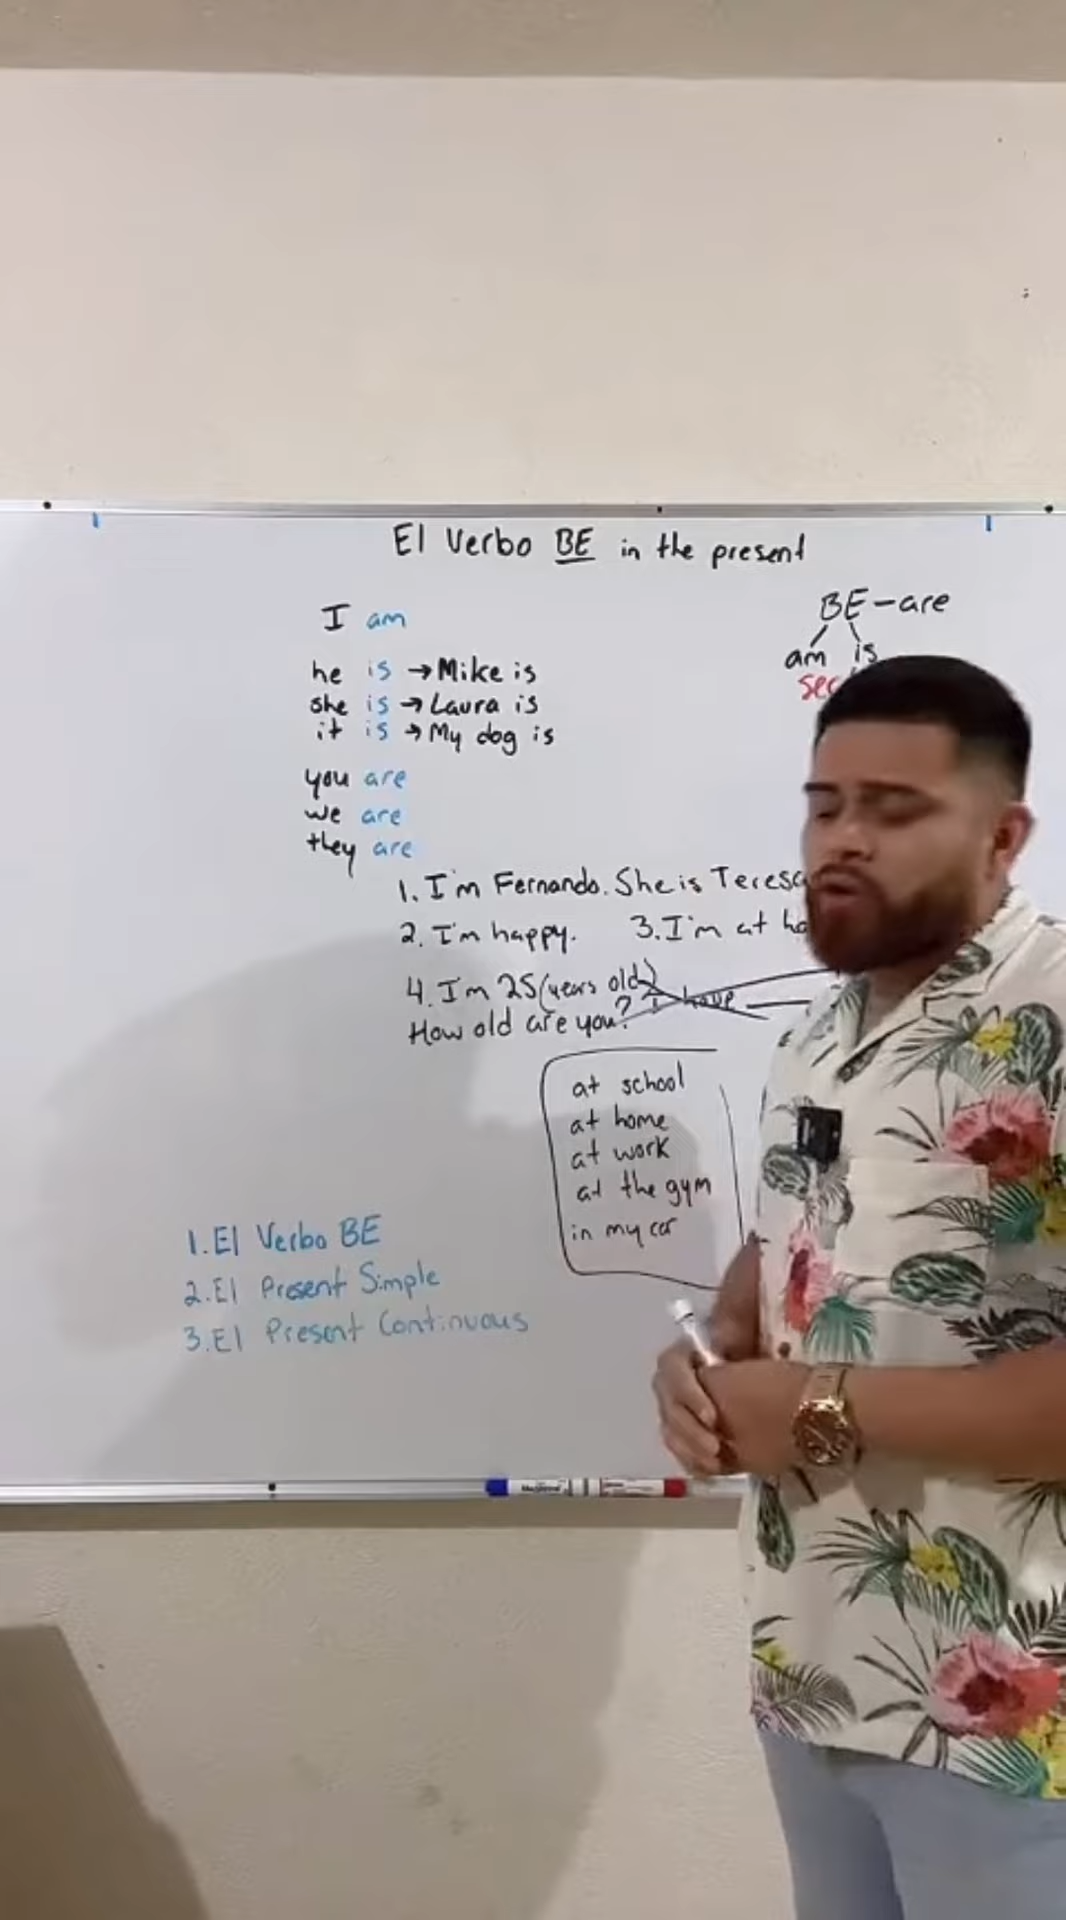 El Verbo BE in the present
BE-are
am is
I am
he is → Mike is
she is → Laura is
it is → My dog is
you are
we are
they are
1. I'm Fernando. She is Teresa
2. I'm happy. 3. I'm at
4. I'm 25 (years old) I have
How old are you?
at school
at home
at work
at the gym
in my car
1. El Verbo BE
2. El Present Simple
3. El Present Continuous